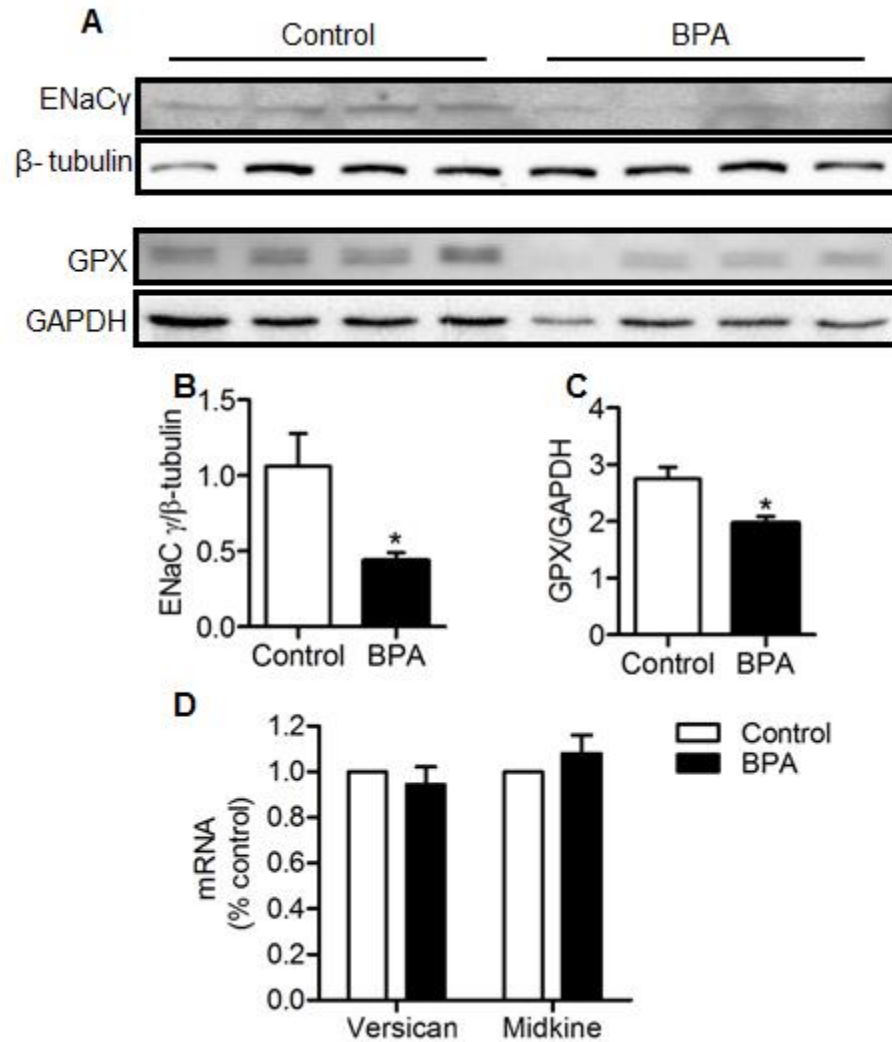 A
Control BPA
ENaCγ
β- tubulin
GPX
GAPDH
B
ENaC γ/β-tubulin
1.5
1.0
0.5
0.0
*
Control BPA
C
GPX/GAPDH
4
3
2
1
0
*
Control BPA
D
mRNA
(% control)
1.2
1.0
0.8
0.6
0.4
0.2
0.0
Versican Midkine
Control
BPA